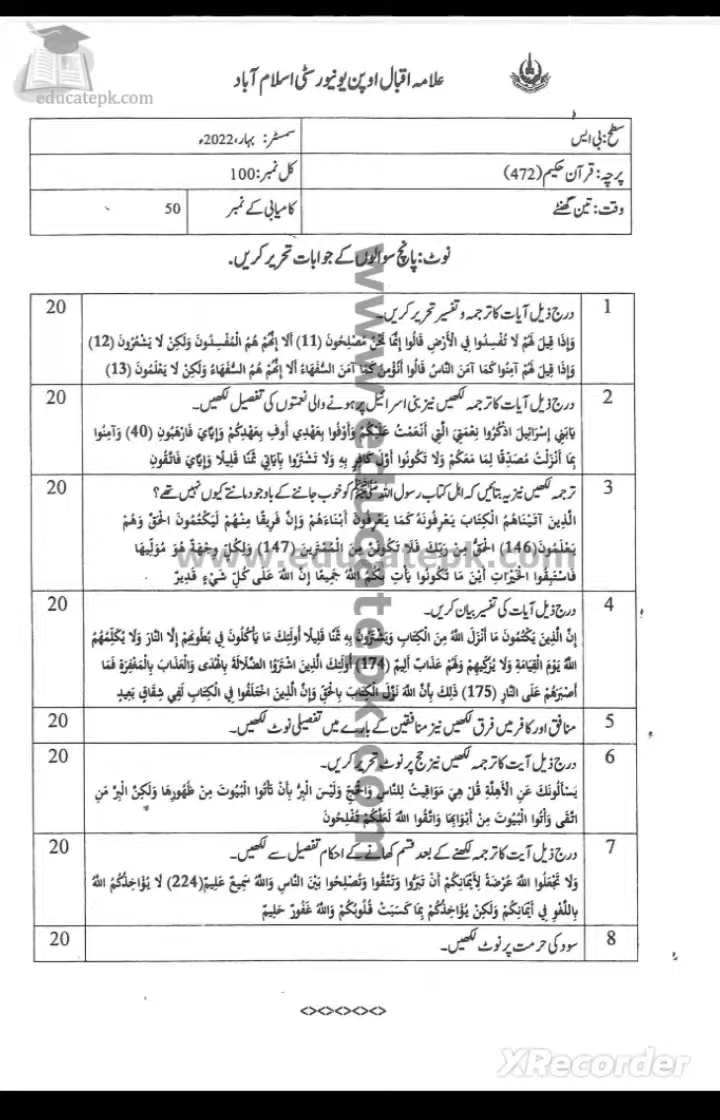 educatepk.com
علامہ اقبال اوپن یونیورسٹی اسلام آباد
سطح: بی ایس
سمسٹر: بہار، 2022ء
پرچہ: قرآن حکیم (472)
کل نمبر: 100
وقت: تین گھنٹے
کامیابی کے نمبر
50
نوٹ: پانچ سوالوں کے جوابات تحریر کریں۔
1
درج ذیل آیات کا ترجمہ و تفسیر تحریر کریں۔
20
وَإِذَا قِيلَ لَهُمْ لَا تُفْسِدُوا فِي الْأَرْضِ قَالُوا إِنَّمَا نَحْنُ مُصْلِحُونَ (11) أَلَا إِنَّهُمْ هُمُ الْمُفْسِدُونَ وَلَكِنْ لَا يَشْعُرُونَ (12)
وَإِذَا قِيلَ لَهُمْ آمِنُوا كَمَا آمَنَ النَّاسُ قَالُوا أَنُؤْمِنُ كَمَا آمَنَ السُّفَهَاءُ أَلَا إِنَّهُمْ هُمُ السُّفَهَاءُ وَلَكِنْ لَا يَعْلَمُونَ (13)
2
درج ذیل آیات کا ترجمہ لکھیں نیز بنی اسرائیل پر ہونے والی نعمتوں کی تفصیل لکھیں۔
20
يَابَنِي إِسْرَائِيلَ اذْكُرُوا نِعْمَتِيَ الَّتِي أَنْعَمْتُ عَلَيْكُمْ وَأَوْفُوا بِعَهْدِي أُوفِ بِعَهْدِكُمْ وَإِيَّايَ فَارْهَبُونِ (40) وَآمِنُوا
بِمَا أَنْزَلْتُ مُصَدِّقًا لِمَا مَعَكُمْ وَلَا تَكُونُوا أَوَّلَ كَافِرٍ بِهِ وَلَا تَشْتَرُوا بِآيَاتِي ثَمَنًا قَلِيلًا وَإِيَّايَ فَاتَّقُونِ
3
ترجمہ لکھیں نیز یہ بتائیں کہ اہل کتاب رسول اللہ ﷺ کو خوب جاننے کے باوجود مانتے کیوں نہیں تھے؟
20
الَّذِينَ آتَيْنَاهُمُ الْكِتَابَ يَعْرِفُونَهُ كَمَا يَعْرِفُونَ أَبْنَاءَهُمْ وَإِنَّ فَرِيقًا مِنْهُمْ لَيَكْتُمُونَ الْحَقَّ وَهُمْ
يَعْلَمُونَ (146) الْحَقُّ مِنْ رَبِّكَ فَلَا تَكُونَنَّ مِنَ الْمُمْتَرِينَ (147) وَلِكُلٍّ وِجْهَةٌ هُوَ مُوَلِّيهَا
فَاسْتَبِقُوا الْخَيْرَاتِ أَيْنَ مَا تَكُونُوا يَأْتِ بِكُمُ اللَّهُ جَمِيعًا إِنَّ اللَّهَ عَلَى كُلِّ شَيْءٍ قَدِيرٌ
4
درج ذیل آیات کی تفسیر بیان کریں۔
20
إِنَّ الَّذِينَ يَكْتُمُونَ مَا أَنْزَلَ اللَّهُ مِنَ الْكِتَابِ وَيَشْتَرُونَ بِهِ ثَمَنًا قَلِيلًا أُولَئِكَ مَا يَأْكُلُونَ فِي بُطُونِهِمْ إِلَّا النَّارَ وَلَا يُكَلِّمُهُمُ
اللَّهُ يَوْمَ الْقِيَامَةِ وَلَا يُزَكِّيهِمْ وَلَهُمْ عَذَابٌ أَلِيمٌ (174) أُولَئِكَ الَّذِينَ اشْتَرَوُا الضَّلَالَةَ بِالْهُدَى وَالْعَذَابَ بِالْمَغْفِرَةِ فَمَا
أَصْبَرَهُمْ عَلَى النَّارِ (175) ذَلِكَ بِأَنَّ اللَّهَ نَزَّلَ الْكِتَابَ بِالْحَقِّ وَإِنَّ الَّذِينَ اخْتَلَفُوا فِي الْكِتَابِ لَفِي شِقَاقٍ بَعِيدٍ
5
منافق اور کافر میں فرق لکھیں نیز منافقین کے بارے میں تفصیلی نوٹ لکھیں۔
20
6
درج ذیل آیت کا ترجمہ لکھیں نیز حج پر نوٹ تحریر کریں۔
20
يَسْأَلُونَكَ عَنِ الْأَهِلَّةِ قُلْ هِيَ مَوَاقِيتُ لِلنَّاسِ وَالْحَجِّ وَلَيْسَ الْبِرُّ بِأَنْ تَأْتُوا الْبُيُوتَ مِنْ ظُهُورِهَا وَلَكِنَّ الْبِرَّ مَنِ
اتَّقَى وَأْتُوا الْبُيُوتَ مِنْ أَبْوَابِهَا وَاتَّقُوا اللَّهَ لَعَلَّكُمْ تُفْلِحُونَ
7
درج ذیل آیت کا ترجمہ لکھنے کے بعد قسم کھانے کے احکام تفصیل سے لکھیں۔
20
وَلَا تَجْعَلُوا اللَّهَ عُرْضَةً لِأَيْمَانِكُمْ أَنْ تَبَرُّوا وَتَتَّقُوا وَتُصْلِحُوا بَيْنَ النَّاسِ وَاللَّهُ سَمِيعٌ عَلِيمٌ (224) لَا يُؤَاخِذُكُمُ اللَّهُ
بِاللَّغْوِ فِي أَيْمَانِكُمْ وَلَكِنْ يُؤَاخِذُكُمْ بِمَا كَسَبَتْ قُلُوبُكُمْ وَاللَّهُ غَفُورٌ حَلِيمٌ
8
سود کی حرمت پر نوٹ لکھیں۔
20
www.educatepk.com
www.educatepk.com
<><><><><>
XRecorder